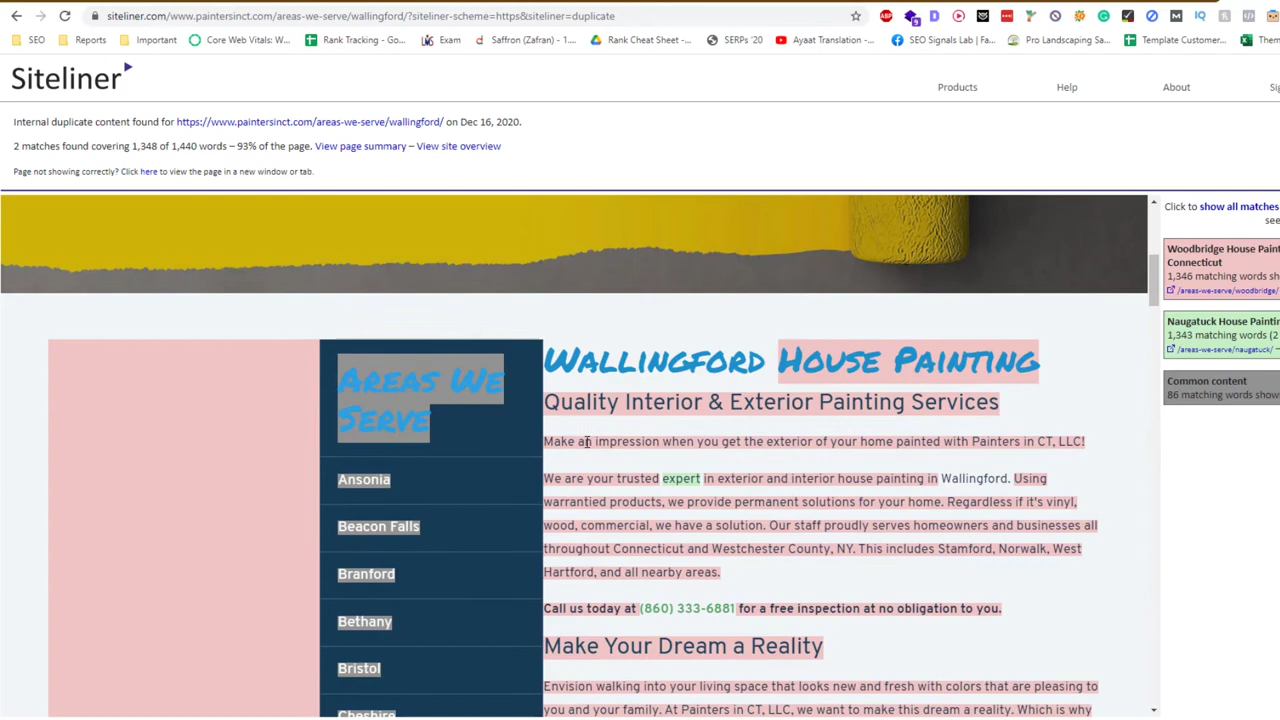 siteliner.com/www.paintersinct.com/areas-we-serve/wallingford/?siteliner-scheme=https&siteliner=duplicate
SEO Reports Important Core Web Vitals: W... Rank Tracking - Go... Exam Saffron (Zafran) - 1.... Rank Cheat Sheet -... SERPs '20 Ayaat Translation -... SEO Signals Lab | Fa... Pro Landscaping Sa... Template Customer... Them
Siteliner
Products Help About
Internal duplicate content found for https://www.paintersinct.com/areas-we-serve/wallingford/ on Dec 16, 2020.
2 matches found covering 1,348 of 1,440 words – 93% of the page. View page summary – View site overview
Page not showing correctly? Click here to view the page in a new window or tab.
Click to show all matches
see
Woodbridge House Paint
Connecticut
1,346 matching words sh
/areas-we-serve/woodbridge/
Naugatuck House Paintin
1,343 matching words (2
/areas-we-serve/naugatuck/ –
Common content
86 matching words show
Areas We
Serve
Ansonia
Beacon Falls
Branford
Bethany
Bristol
Cheshire
Wallingford House Painting
Quality Interior & Exterior Painting Services
Make an impression when you get the exterior of your home painted with Painters in CT, LLC!
We are your trusted expert in exterior and interior house painting in Wallingford. Using
warrantied products, we provide permanent solutions for your home. Regardless if it's vinyl,
wood, commercial, we have a solution. Our staff proudly serves homeowners and businesses all
throughout Connecticut and Westchester County, NY. This includes Stamford, Norwalk, West
Hartford, and all nearby areas.
Call us today at (860) 333-6881 for a free inspection at no obligation to you.
Make Your Dream a Reality
Envision walking into your living space that looks new and fresh with colors that are pleasing to
you and your family. At Painters in CT, LLC, we want to make this dream a reality. Which is why